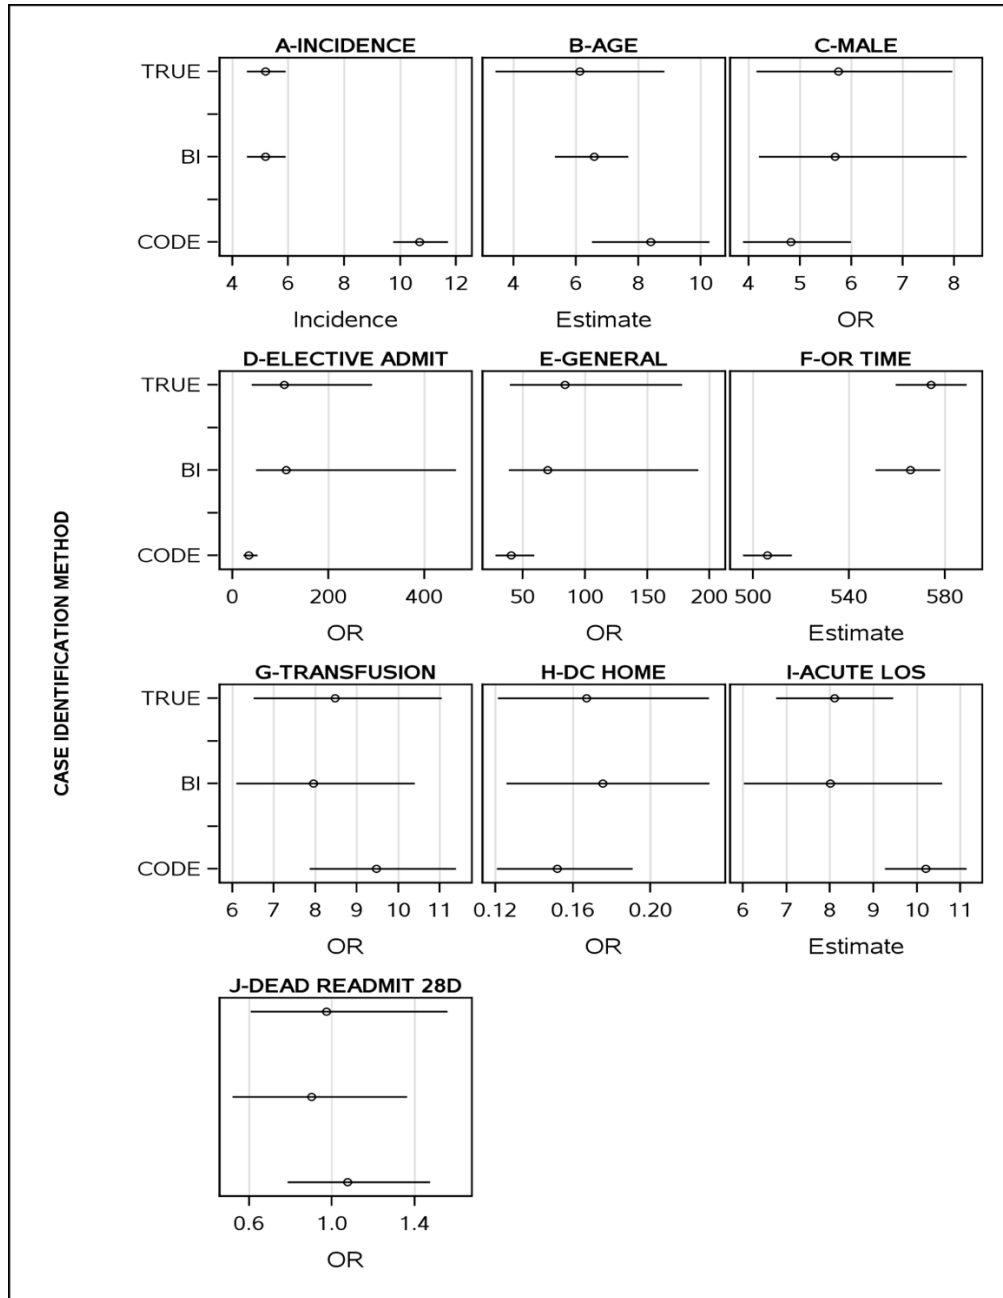 A-INCIDENCE B-AGE C-MALE
TRUE
BI
CODE
4 6 8 10 12 4 6 8 10 4 5 6 7 8
Incidence Estimate OR
D-ELECTIVE ADMIT E-GENERAL F-OR TIME
TRUE
BI
CODE
0 200 400 50 100 150 200 500 540 580
OR OR Estimate
CASE IDENTIFICATION METHOD
G-TRANSFUSION H-DC HOME I-ACUTE LOS
TRUE
BI
CODE
6 7 8 9 10 11 0.12 0.16 0.20 6 7 8 9 10 11
OR OR Estimate
J-DEAD READMIT 28D
0.6 1.0 1.4
OR